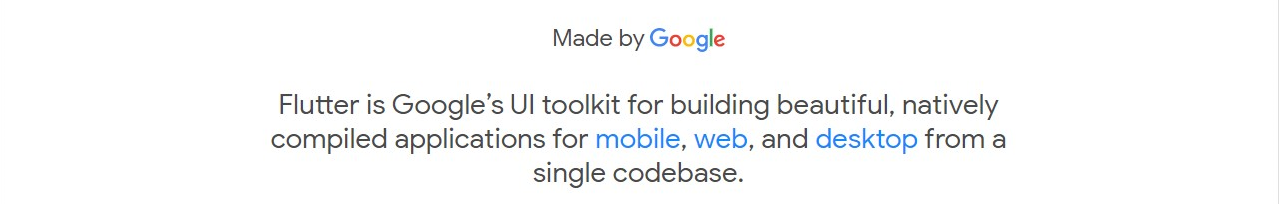 Made by Google
Flutter is Google’s UI toolkit for building beautiful, natively
compiled applications for mobile, web, and desktop from a
single codebase.